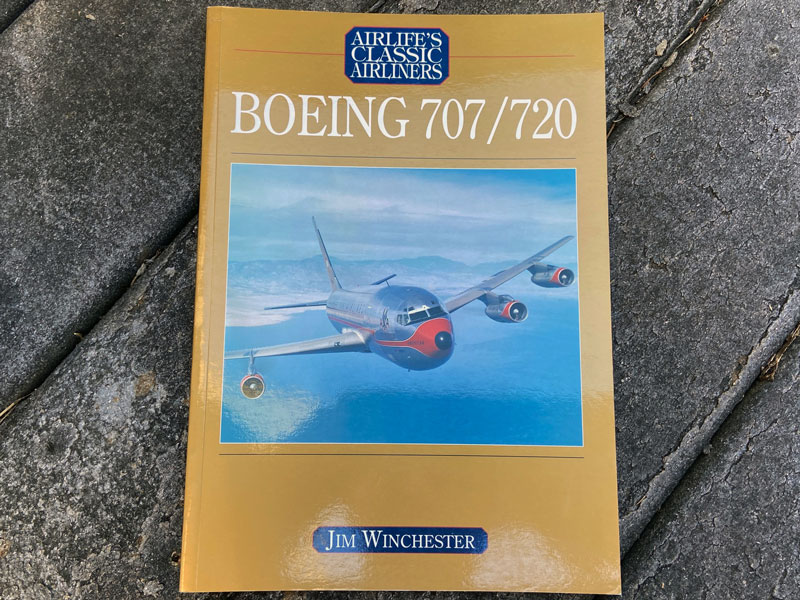 AIRLIFE'S
CLASSIC
AIRLINERS
BOEING 707/720
JIM WINCHESTER